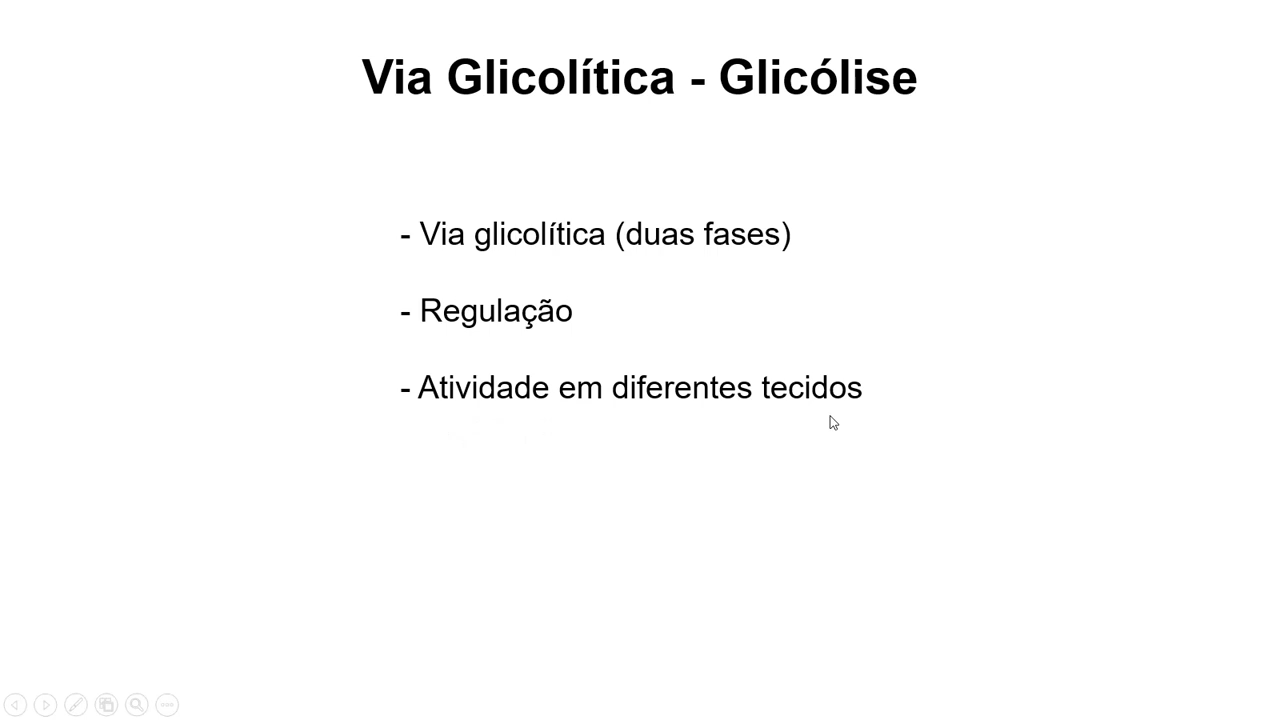 Via Glicolítica - Glicólise
- Via glicolítica (duas fases)
- Regulação
- Atividade em diferentes tecidos